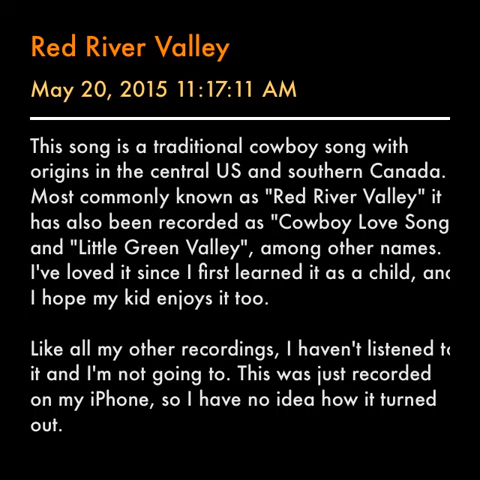 Red River Valley
May 20, 2015 11:17:11 AM
This song is a traditional cowboy song with
origins in the central US and southern Canada.
Most commonly known as "Red River Valley" it
has also been recorded as "Cowboy Love Song
and "Little Green Valley", among other names.
I've loved it since I first learned it as a child, and
I hope my kid enjoys it too.
Like all my other recordings, I haven't listened to
it and I'm not going to. This was just recorded
on my iPhone, so I have no idea how it turned
out.